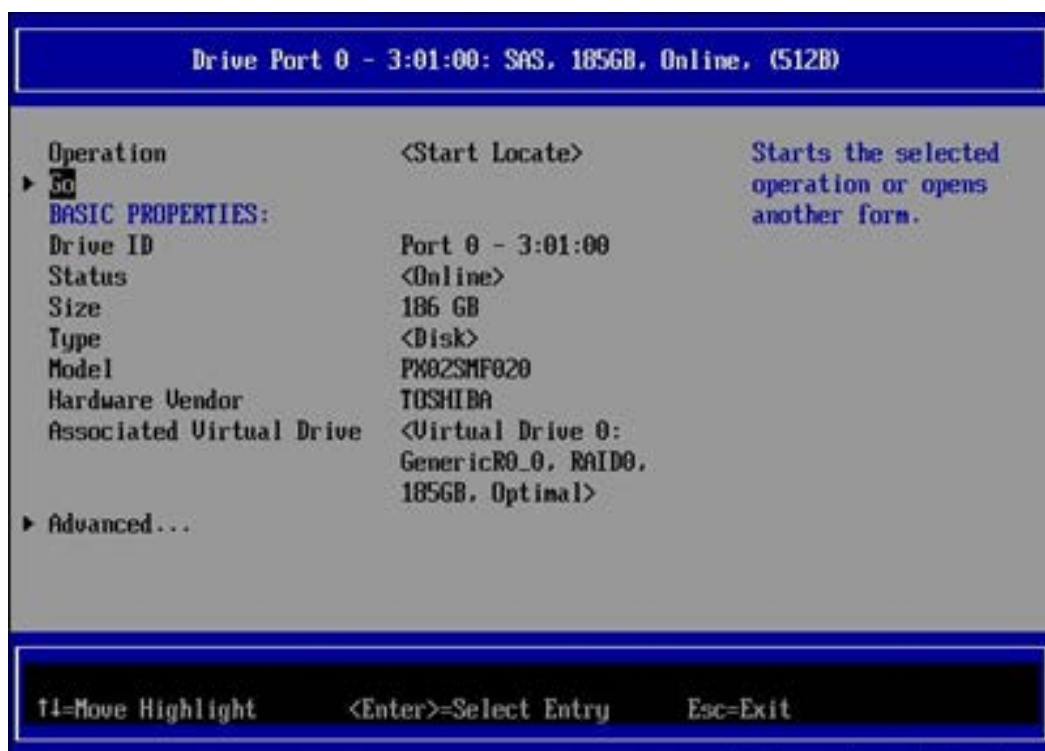 Drive Port 0 - 3:01:00: SAS, 185GB, Online, (512B)
Operation <Start Locate>
Go
BASIC PROPERTIES:
Drive ID Port 0 - 3:01:00
Status <Online>
Size 186 GB
Type <Disk>
Model PX02SMF020
Hardware Vendor TOSHIBA
Associated Virtual Drive <Virtual Drive 0:
GenericR0_0, RAID0,
185GB, Optimal>
Advanced...
Starts the selected
operation or opens
another form.
↑↓=Move Highlight <Enter>=Select Entry Esc=Exit